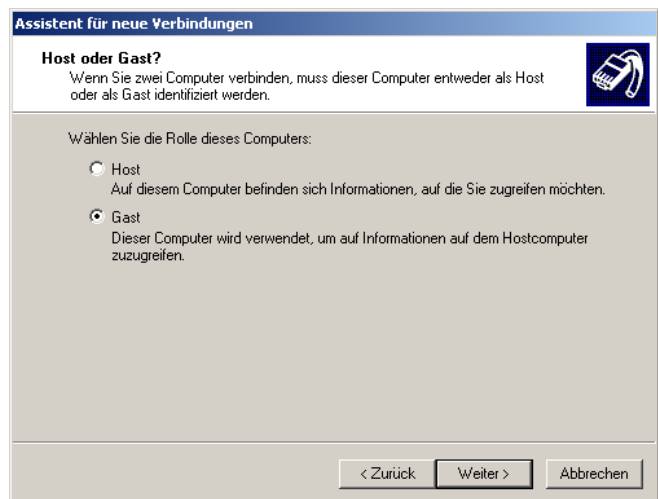 Assistent für neue Verbindungen
Host oder Gast?
Wenn Sie zwei Computer verbinden, muss dieser Computer entweder als Host
oder als Gast identifiziert werden.
Wählen Sie die Rolle dieses Computers:
Host
Auf diesem Computer befinden sich Informationen, auf die Sie zugreifen möchten.
Gast
Dieser Computer wird verwendet, um auf Informationen auf dem Hostcomputer
zuzugreifen.
< Zurück
Weiter >
Abbrechen